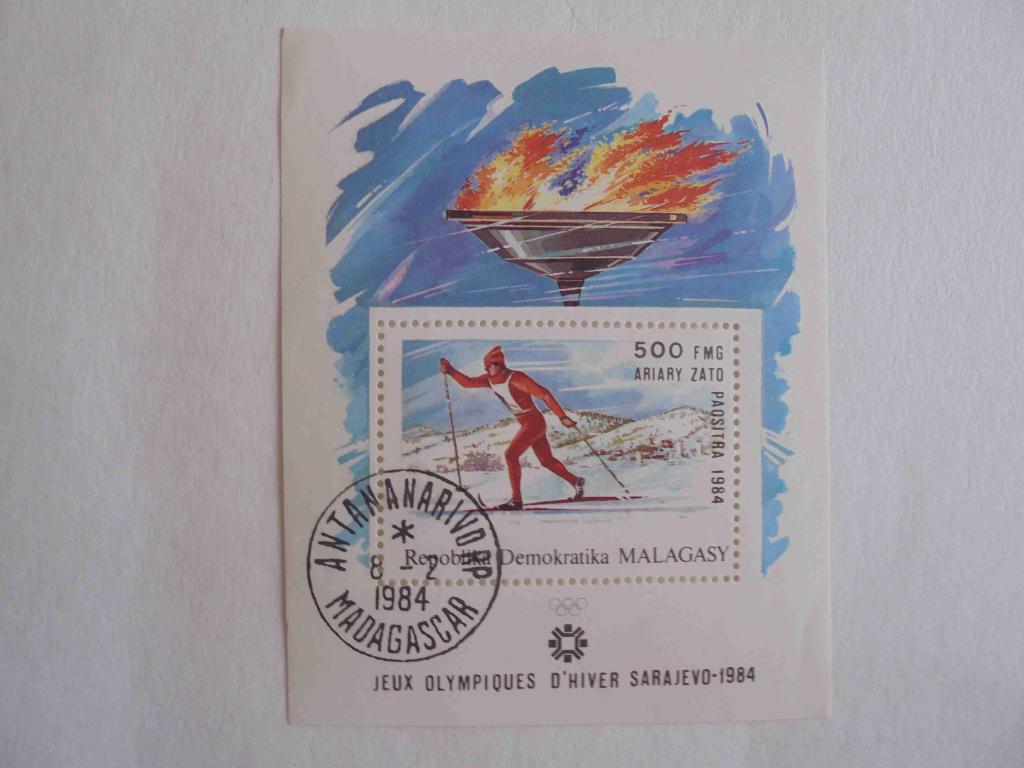 500 FMG
ARIARY ZATO
PAOSITRA 1984
Repoblika Demokratika MALAGASY
ANTANANARIVO RP
*
8 - 2
1984
MADAGASCAR
JEUX OLYMPIQUES D'HIVER SARAJEVO-1984